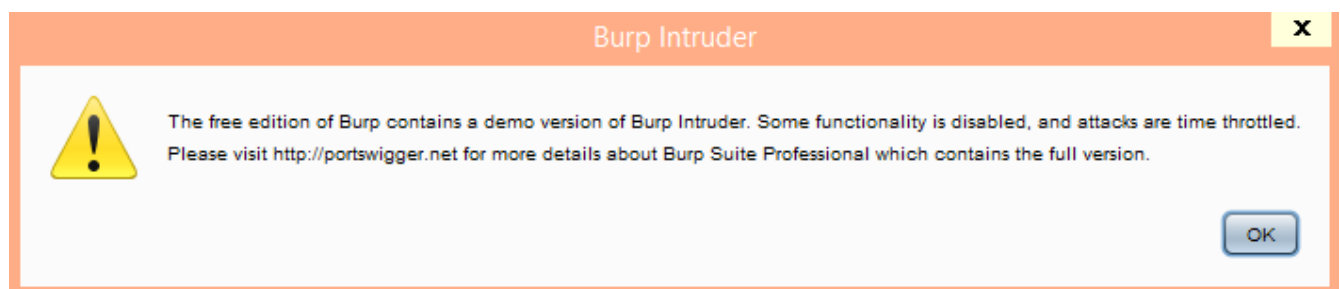 Burp Intruder
x
The free edition of Burp contains a demo version of Burp Intruder. Some functionality is disabled, and attacks are time throttled.
Please visit http://portswigger.net for more details about Burp Suite Professional which contains the full version.
OK